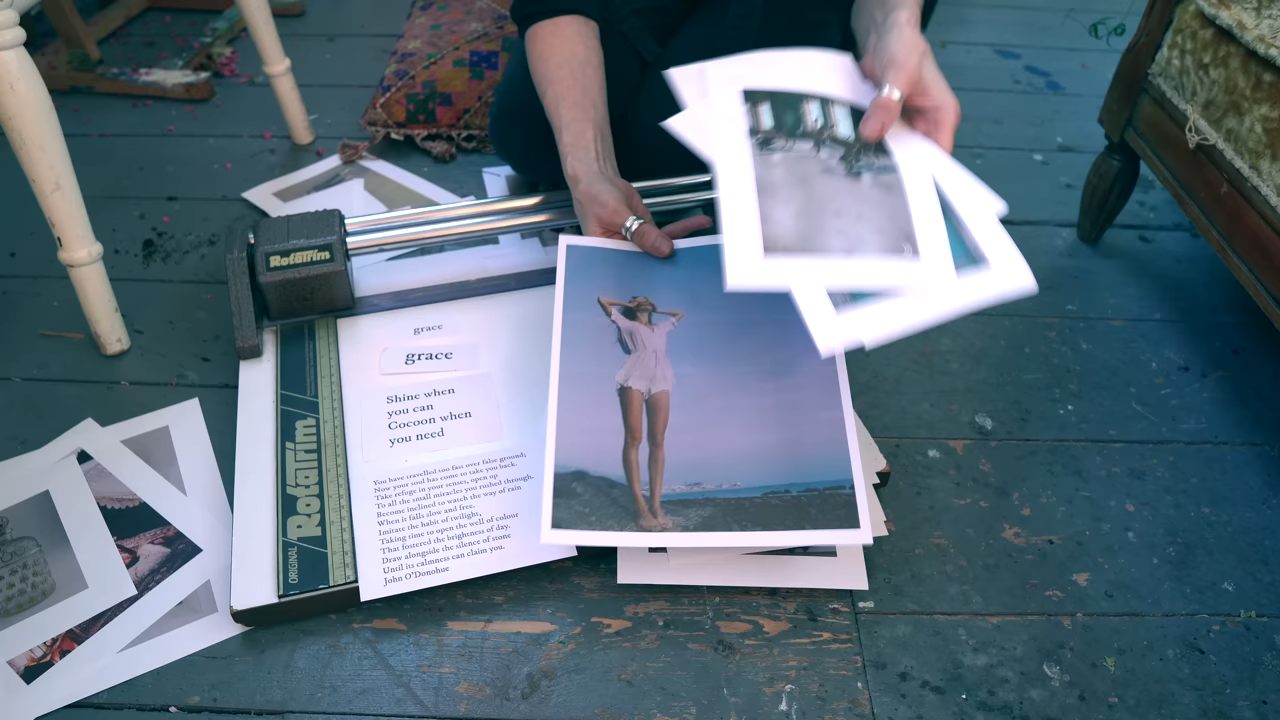 RotaTrim
grace
grace
Shine when
you can
Cocoon when
you need
You have travelled too fast over false ground;
Now your soul has come to take you back.
Take refuge in your senses, open up
To all the small miracles you rushed through.
Become inclined to watch the way of rain
When it falls slow and free.
Imitate the habit of twilight,
Taking time to open the well of colour
That fostered the brightness of day.
Draw alongside the silence of stone
Until its calmness can claim you.
John O'Donohue
ORIGINAL RotaTrim